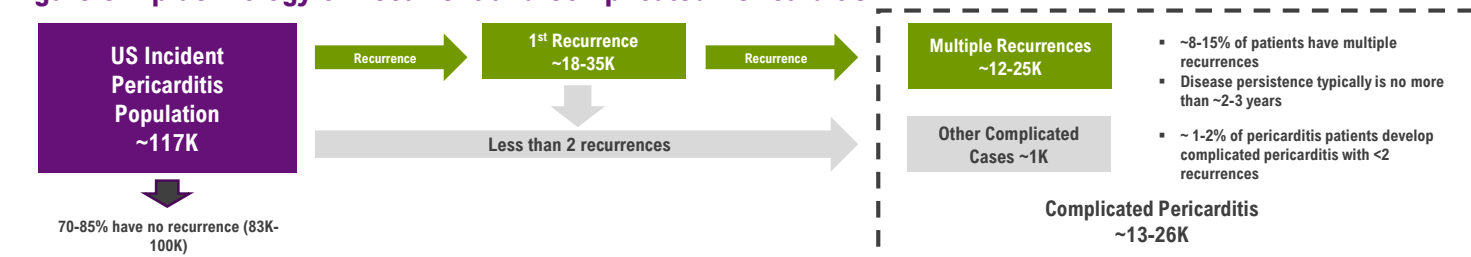 US Incident
Pericarditis
Population
~117K
70-85% have no recurrence (83K-
100K)
Recurrence
1st Recurrence
~18-35K
Recurrence
Less than 2 recurrences
Multiple Recurrences
~12-25K
▪ ~8-15% of patients have multiple
recurrences
▪ Disease persistence typically is no more
than ~2-3 years
Other Complicated
Cases ~1K
▪ ~ 1-2% of pericarditis patients develop
complicated pericarditis with <2
recurrences
Complicated Pericarditis
~13-26K